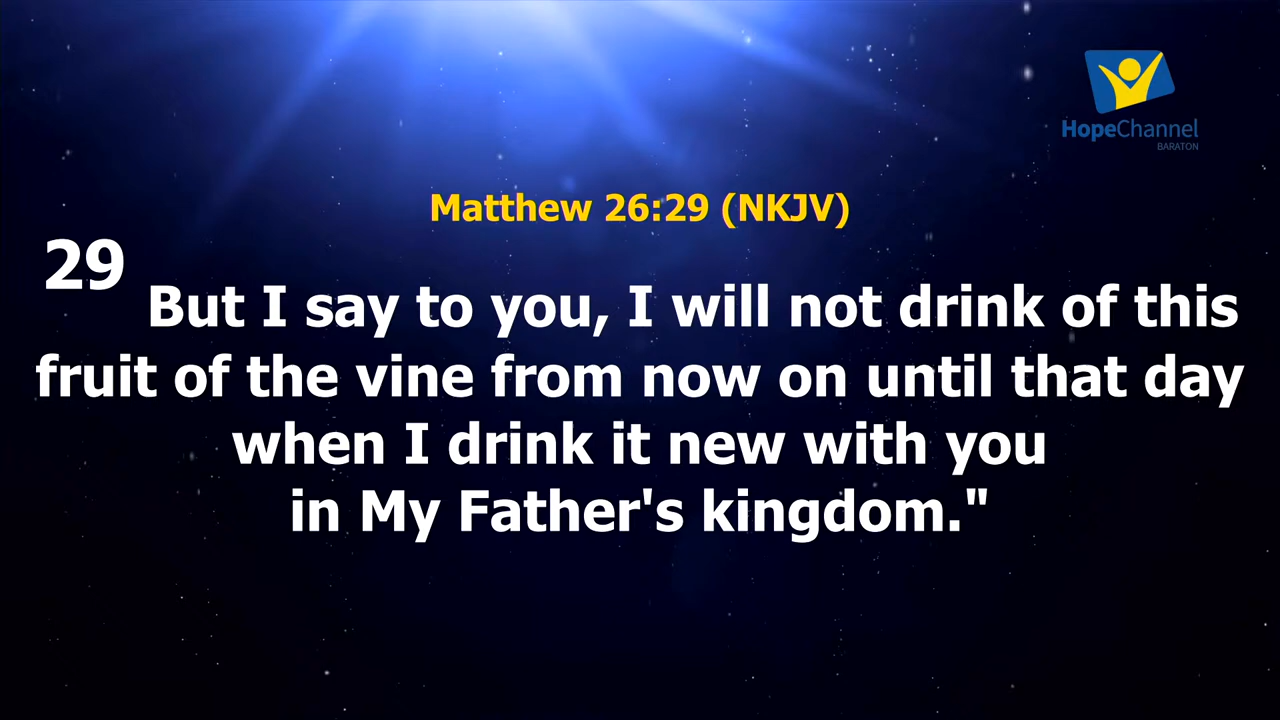 HopeChannel
BARATON
Matthew 26:29 (NKJV)
29
But I say to you, I will not drink of this
fruit of the vine from now on until that day
when I drink it new with you
in My Father's kingdom."